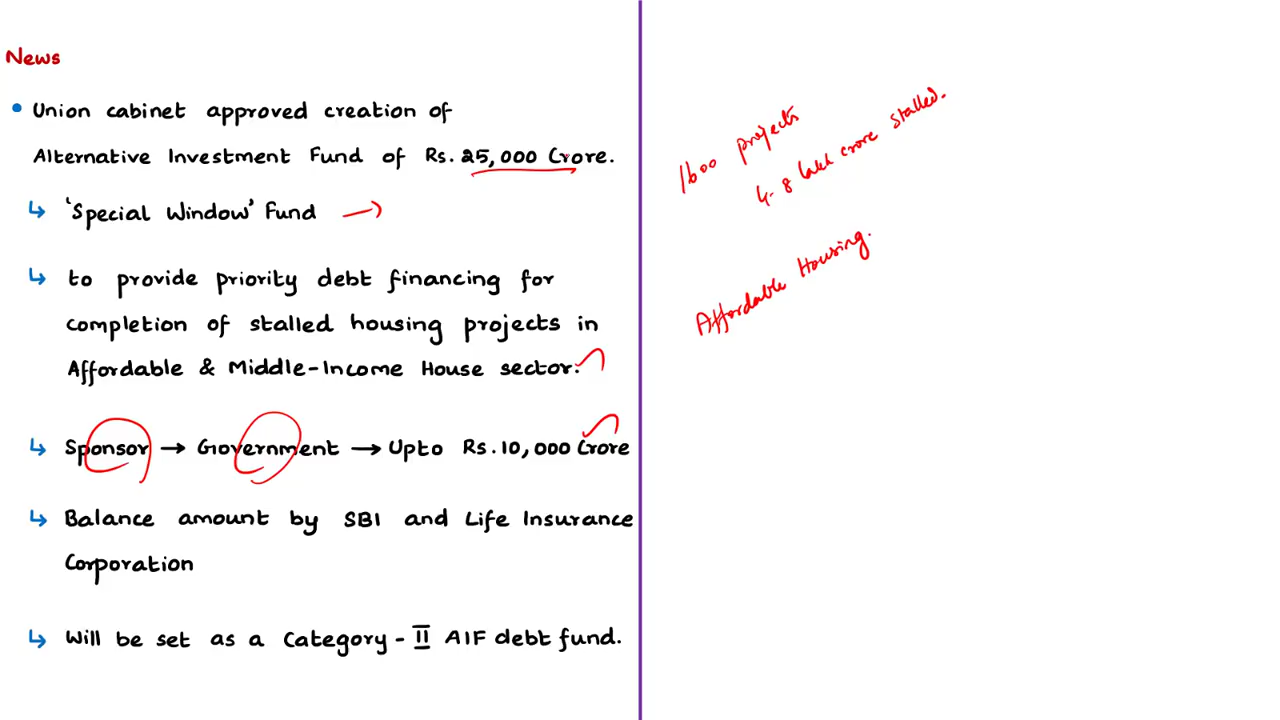 News
• Union cabinet approved creation of
Alternative Investment Fund of Rs. 25,000 Crore.
↳ 'Special Window' Fund →
↳ to provide priority debt financing for
completion of stalled housing projects in
Affordable & Middle-Income House sector.
↳ Sponsor → Government → Upto Rs. 10,000 Crore
↳ Balance amount by SBI and Life Insurance
Corporation
↳ Will be set as a Category - II AIF debt fund.
1600 projects
4.8 lakh crore stalled.
Affordable Housing.